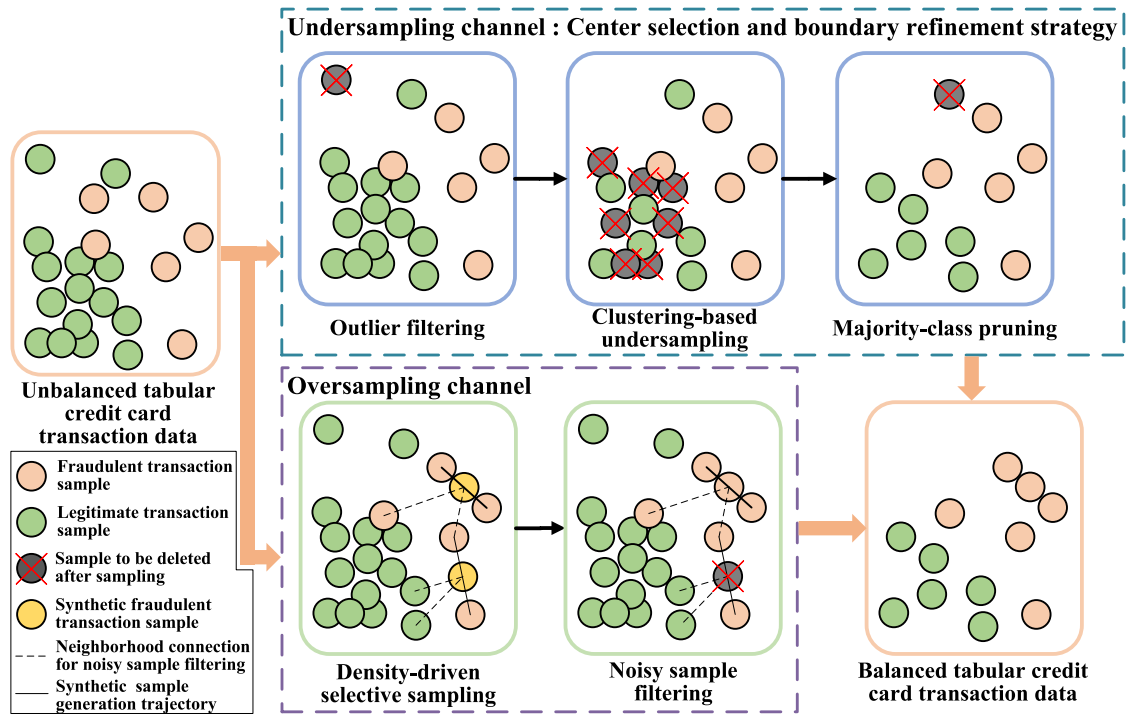 Undersampling channel : Center selection and boundary refinement strategy
Outlier filtering
Clustering-based
undersampling
Majority-class pruning
Unbalanced tabular
credit card
transaction data
Fraudulent transaction
sample
Legitimate transaction
sample
Sample to be deleted
after sampling
Synthetic fraudulent
transaction sample
Neighborhood connection
for noisy sample filtering
Synthetic sample
generation trajectory
Oversampling channel
Density-driven
selective sampling
Noisy sample
filtering
Balanced tabular credit
card transaction data